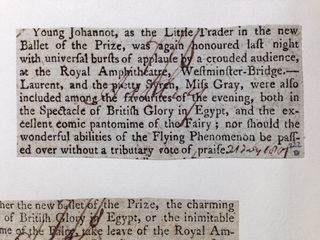 Young Johannot, as the Little Trader in the new
Ballet of the Prize, was again honoured last night
with universal bursts of applause by a crouded audience,
at the Royal Amphitheatre, Westminster-Bridge.—
Laurent, and the pretty Syren, Miss Gray, were also
included among the favourites of the evening, both in
the Spectacle of British Glory in Egypt, and the ex-
cellent comic pantomime of the Fairy; nor should the
wonderful abilities of the Flying Phenomenon be pass-
ed over without a tributary vote of praise. 21 July
her the new Ballet of the Prize, the charming
of British Glory in Egypt, or the inimitable
of the Fairy, take leave of the Royal Am-